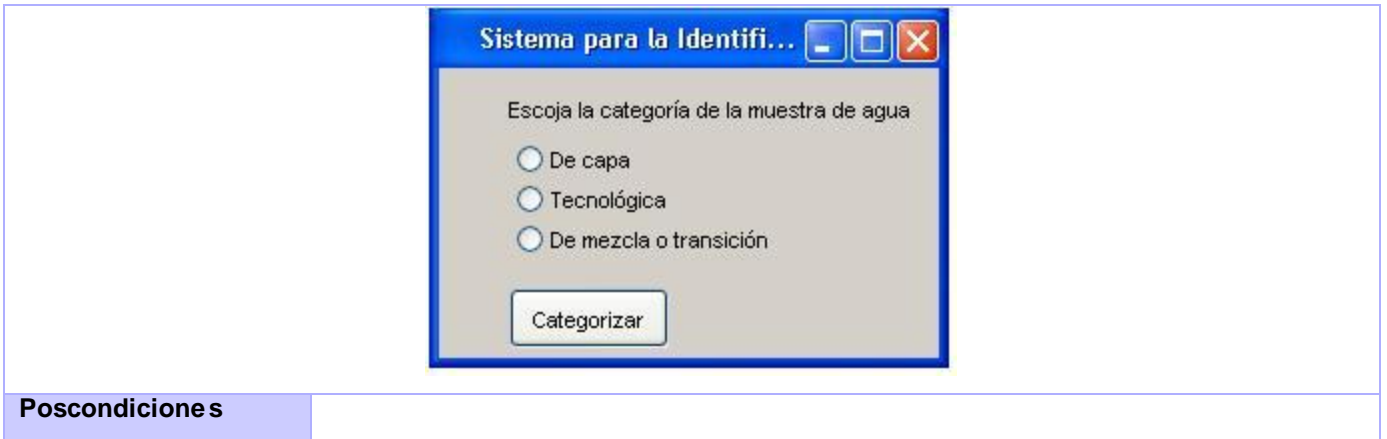 Sistema para la Identifi...
Escoja la categoría de la muestra de agua
De capa
Tecnológica
De mezcla o transición
Categorizar
Poscondiciones